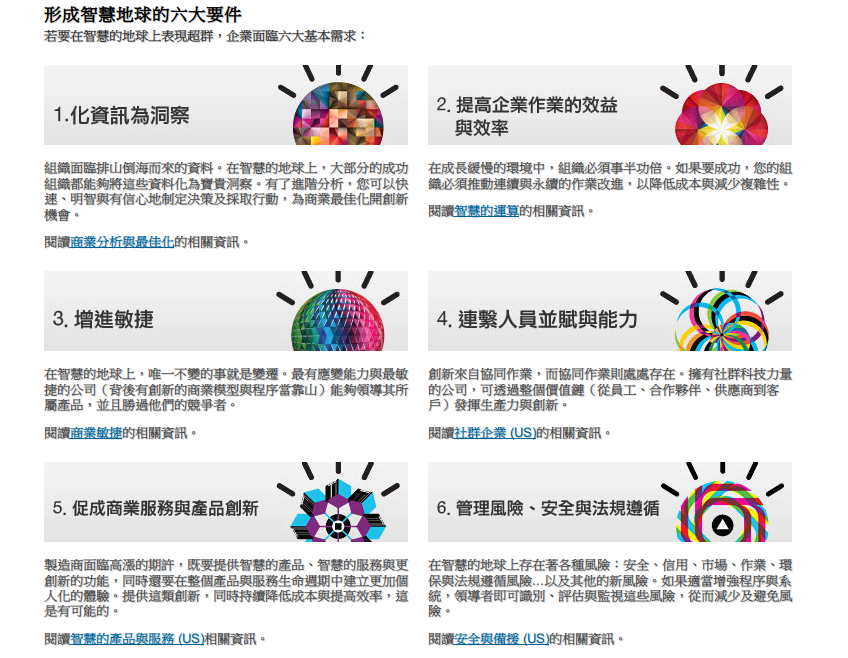 形成智慧地球的六大要件
若要在智慧的地球上表現超群，企業面臨六大基本需求：
1.化資訊為洞察
組織面臨排山倒海而來的資料。在智慧的地球上，大部分的成功
組織都能夠將這些資料化為寶貴洞察。有了進階分析，您可以快
速、明智與有信心地制定決策及採取行動，為商業最佳化開創新
機會。
閱讀商業分析與最佳化的相關資訊。
2. 提高企業作業的效益
與效率
在成長緩慢的環境中，組織必須事半功倍。如果要成功，您的組
織必須推動連續與永續的作業改進，以降低成本與減少複雜性。
閱讀智慧的運算的相關資訊。
3. 增進敏捷
在智慧的地球上，唯一不變的事就是變遷。最有應變能力與最敏
捷的公司（背後有創新的商業模型與程序當靠山）能夠領導其所
屬產品，並且勝過他們的競爭者。
閱讀商業敏捷的相關資訊。
4. 連繫人員並賦與能力
創新來自協同作業，而協同作業則處處存在。擁有社群科技力量
的公司，可透過整個價值鏈（從員工、合作夥伴、供應商到客
戶）發揮生產力與創新。
閱讀社群企業 (US)的相關資訊。
5. 促成商業服務與產品創新
製造商面臨高漲的期許，既要提供智慧的產品、智慧的服務與更
創新的功能，同時還要在整個產品與服務生命週期中建立更加個
人化的體驗。提供這類創新，同時持續降低成本與提高效率，這
是有可能的。
閱讀智慧的產品與服務 (US)相關資訊。
6. 管理風險、安全與法規遵循
在智慧的地球上存在著各種風險：安全、信用、市場、作業、環
保與法規遵循風險...以及其他的新風險。如果適當增強程序與系
統，領導者即可識別、評估與監視這些風險，從而減少及避免風
險。
閱讀安全與備援 (US)的相關資訊。